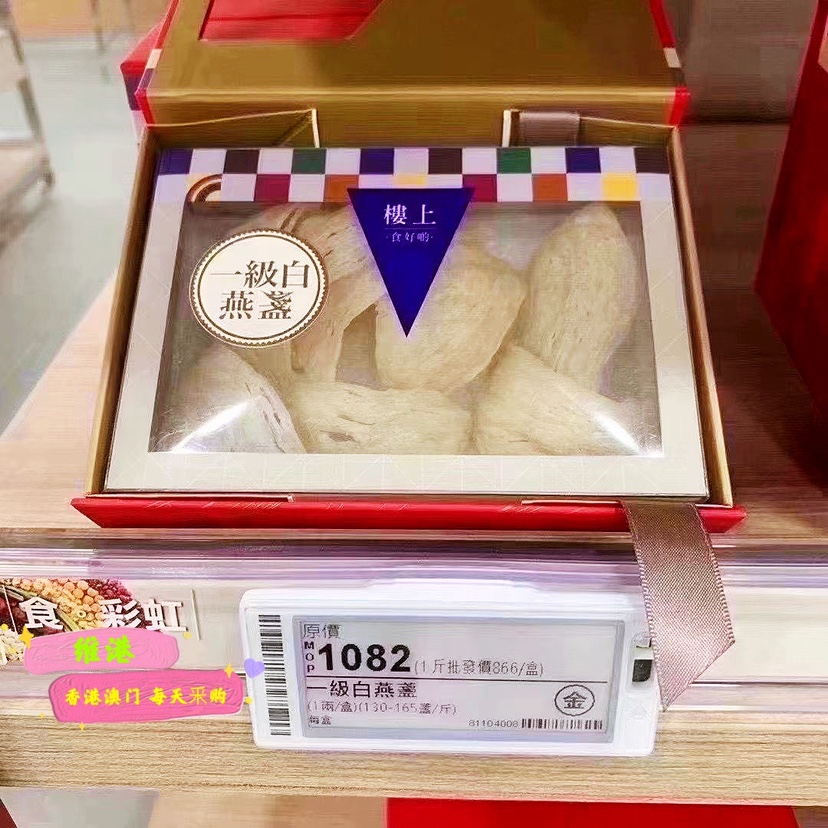 樓上
·食好啲·
一級白
燕盞
食 彩虹
維港
香港澳门 每天采购
原價
MOP
1082(1斤批發價866/盒)
一級白燕盞
金
(1兩/盒)(130-165盞/斤)
每盒
81104008